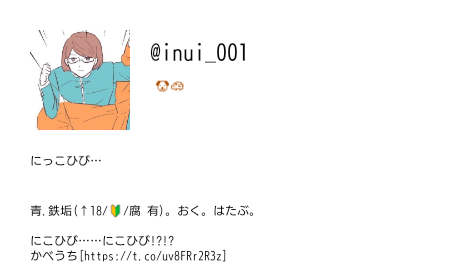 @inui_001
🐶🚗
にっこひび…
青.鉄垢(↑18/🔰/腐 有)。おく。はたぶ。
にこひび……にこひび!?!?
かべうち[https://t.co/uv8FRr2R3z]